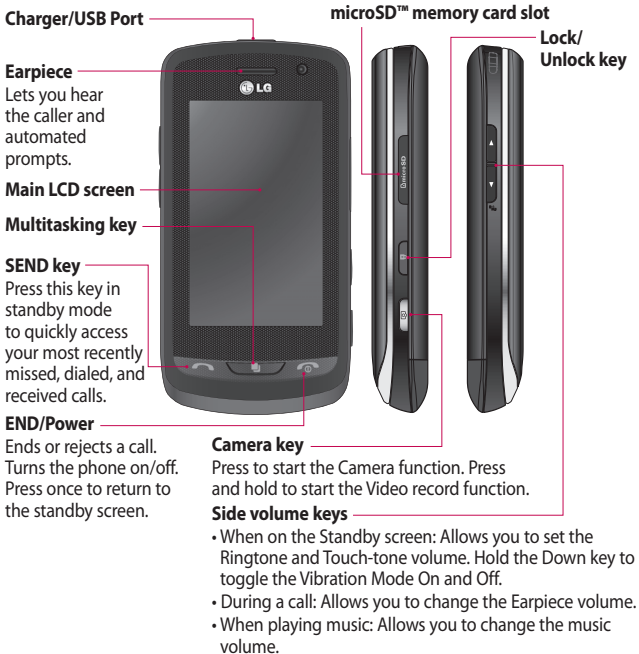 Charger/USB Port
microSD™ memory card slot
Lock/
Unlock key
Earpiece
Lets you hear
the caller and
automated
prompts.
LG
microSD
Main LCD screen
Multitasking key
SEND key
Press this key in
standby mode
to quickly access
your most recently
missed, dialed, and
received calls.
END/Power
Ends or rejects a call.
Turns the phone on/off.
Press once to return to
the standby screen.
Camera key
Press to start the Camera function. Press
and hold to start the Video record function.
Side volume keys
• When on the Standby screen: Allows you to set the
Ringtone and Touch-tone volume. Hold the Down key to
toggle the Vibration Mode On and Off.
• During a call: Allows you to change the Earpiece volume.
• When playing music: Allows you to change the music
volume.